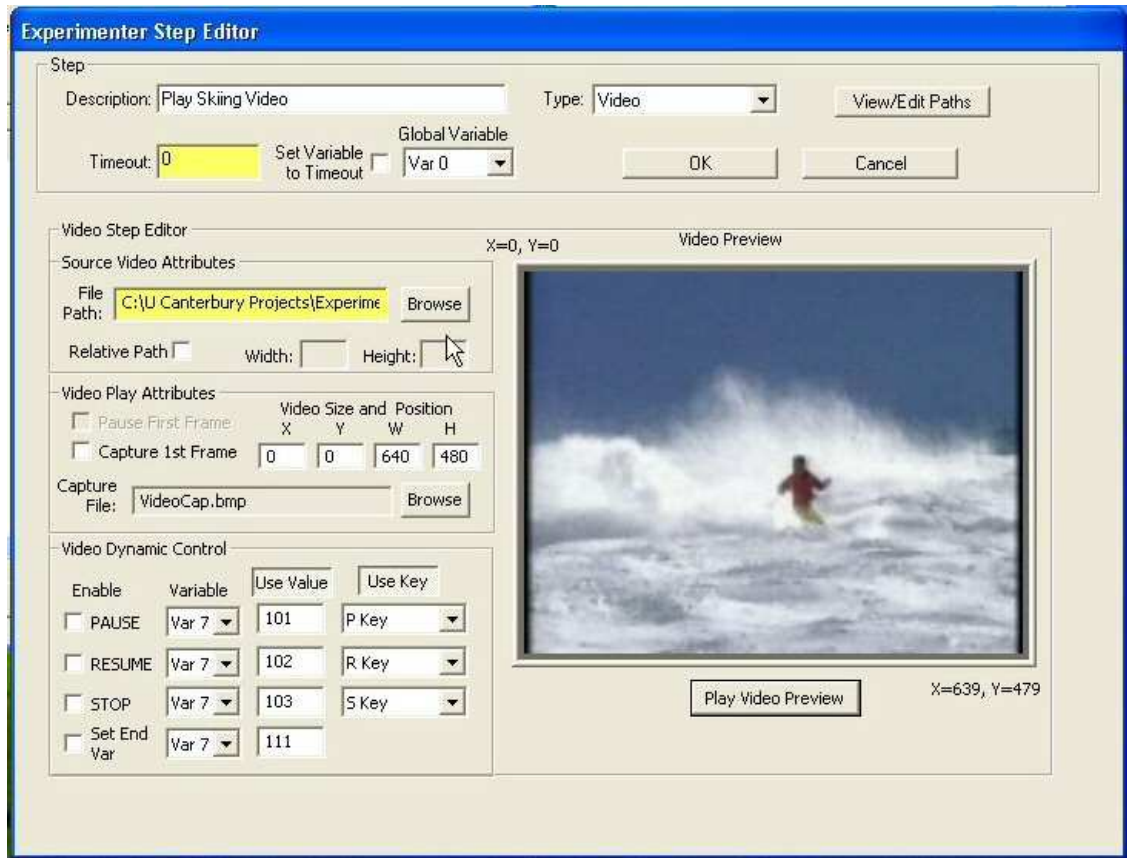 Experimenter Step Editor
Step
Description: Play Skiing Video Type: Video View/Edit Paths
Global Variable
Timeout: 0 Set Variable to Timeout Var 0 OK Cancel
Video Step Editor
X=0, Y=0 Video Preview
Source Video Attributes
File Path: C:\U Canterbury Projects\Experime Browse
Relative Path Width: Height:
Video Play Attributes
Pause First Frame Video Size and Position
X Y W H
Capture 1st Frame 0 0 640 480
Capture File: VideoCap.bmp Browse
Video Dynamic Control
Enable Variable Use Value Use Key
PAUSE Var 7 101 P Key
RESUME Var 7 102 R Key
STOP Var 7 103 S Key
Set End Var Var 7 111
Play Video Preview X=639, Y=479